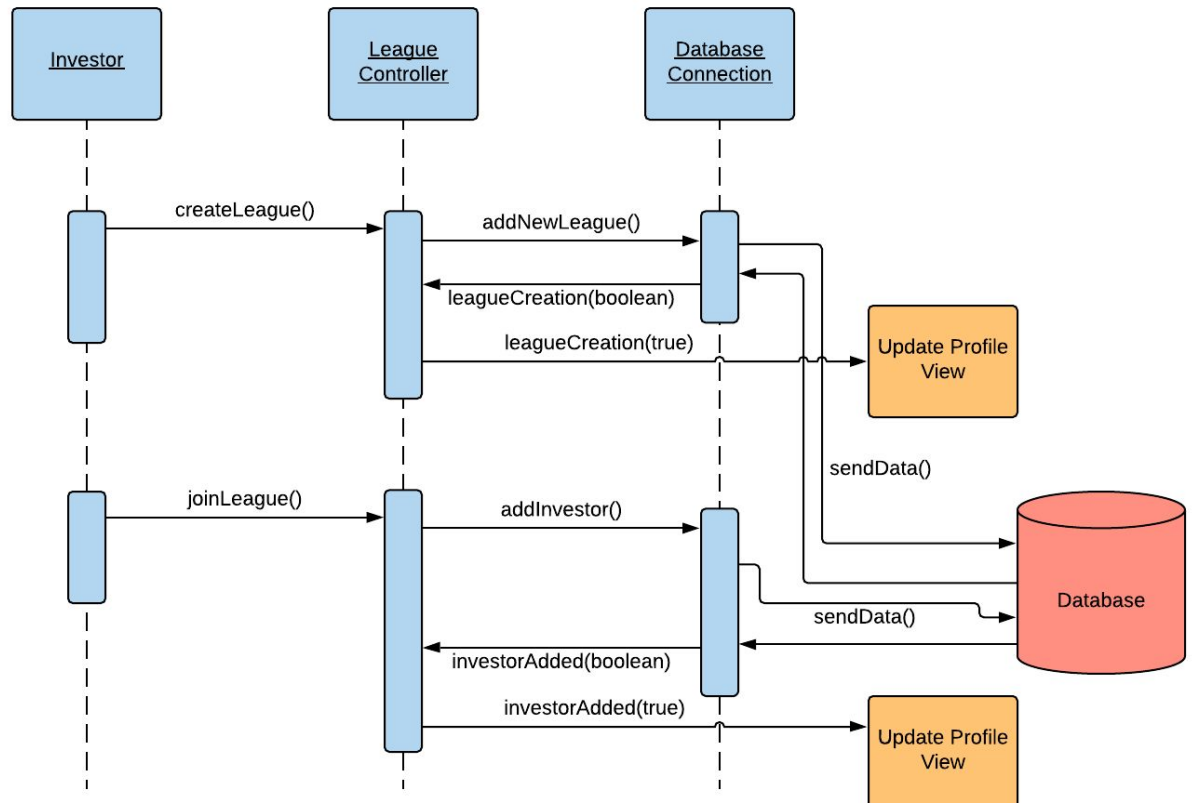 Investor
League
Controller
Database
Connection
createLeague()
addNewLeague()
leagueCreation(boolean)
leagueCreation(true)
Update Profile
View
sendData()
joinLeague()
addInvestor()
Database
sendData()
investorAdded(boolean)
investorAdded(true)
Update Profile
View